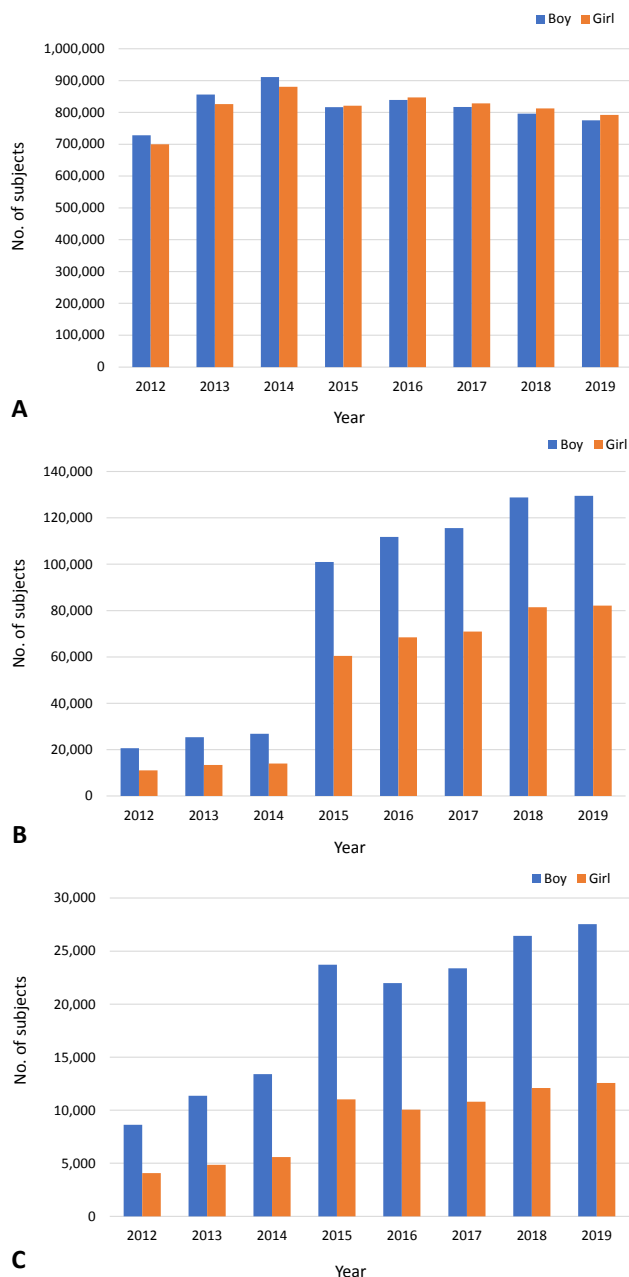 Boy Girl
1,000,000
900,000
800,000
700,000
600,000
500,000
400,000
300,000
200,000
100,000
0
No. of subjects
2012 2013 2014 2015 2016 2017 2018 2019
A
Year
Boy Girl
140,000
120,000
100,000
80,000
60,000
40,000
20,000
0
No. of subjects
2012 2013 2014 2015 2016 2017 2018 2019
B
Year
Boy Girl
30,000
25,000
20,000
15,000
10,000
5,000
0
No. of subjects
2012 2013 2014 2015 2016 2017 2018 2019
C
Year